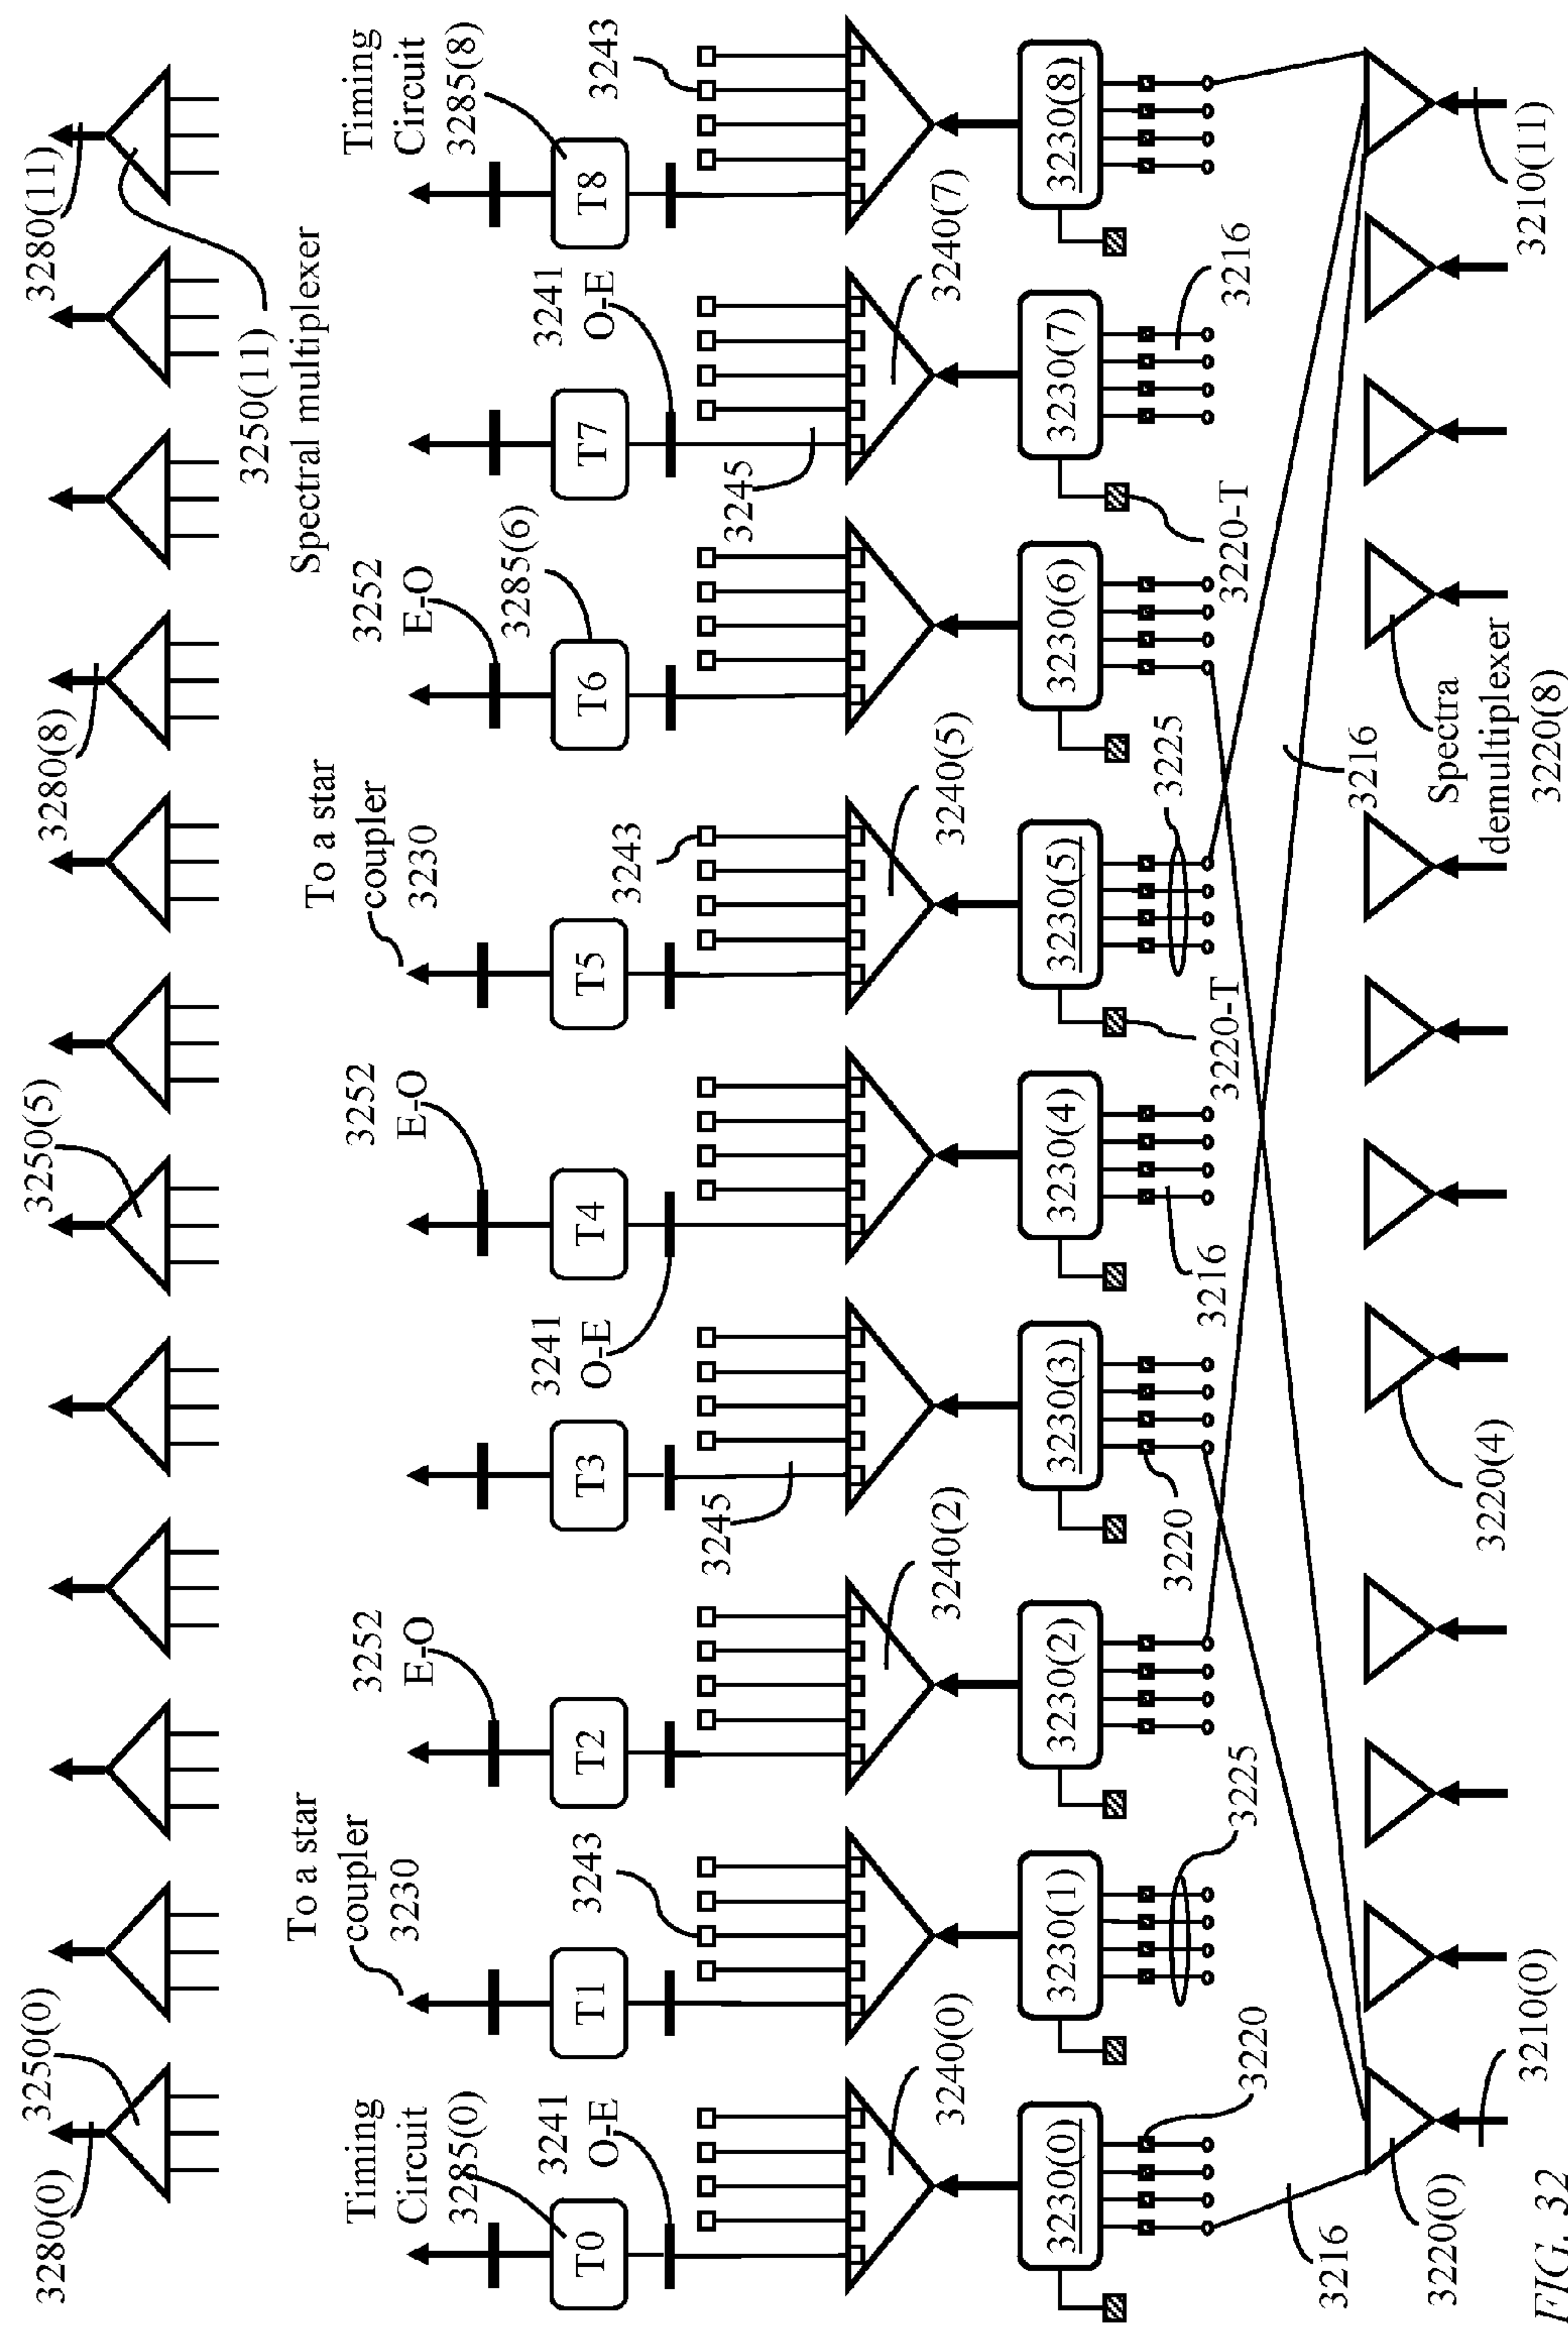 3280(0)
3250(0)
3250(5)
3280(8)
3280(11)
3250(11)
Spectral multiplexer
Timing
Circuit
3285(0)
To a star
coupler
3230
3252
E-O
3252
E-O
To a star
coupler
3230
3252
E-O
3285(6)
Timing
Circuit
3285(8)
T0
T1
T2
T3
T4
T5
T6
T7
T8
3241
O-E
3243
3241
O-E
3243
3241
O-E
3243
3245
3245
3240(0)
3240(2)
3240(5)
3240(7)
3230(0)
3230(1)
3230(2)
3230(3)
3230(4)
3230(5)
3230(6)
3230(7)
3230(8)
3220
3225
3220
3216
3220-T
3225
3220-T
3216
3216
3216
3220(0)
3210(0)
3220(4)
Spectra
demultiplexer
3220(8)
3210(11)
FIG. 32